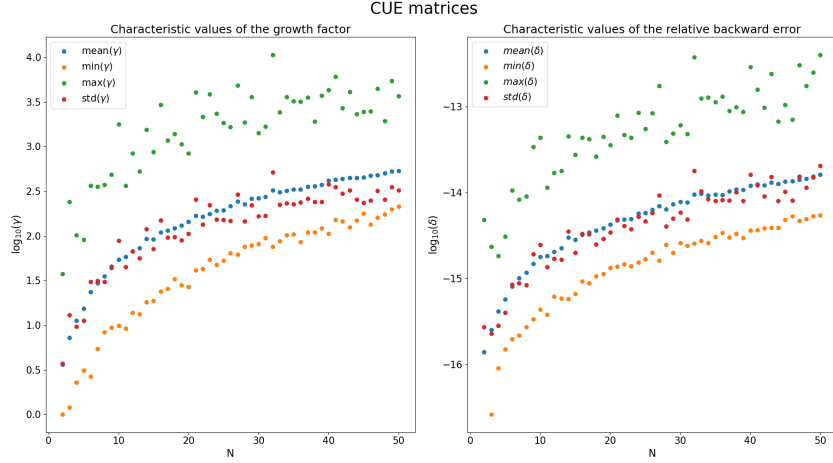 CUE matrices
Characteristic values of the growth factor
mean(γ)
min(γ)
max(γ)
std(γ)
log₁₀(γ)
4.0
3.5
3.0
2.5
2.0
1.5
1.0
0.5
0.0
0
10
20
30
40
50
N
Characteristic values of the relative backward error
mean(δ)
min(δ)
max(δ)
std(δ)
log₁₀(δ)
−13
−14
−15
−16
0
10
20
30
40
50
N